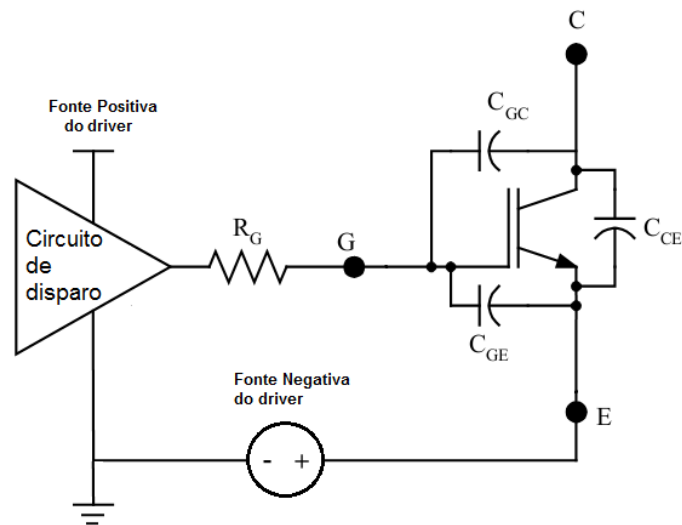 C
Fonte Positiva
do driver
C_GC
Circuito
de
disparo
R_G
G
C_CE
C_GE
Fonte Negativa
do driver
E
- +